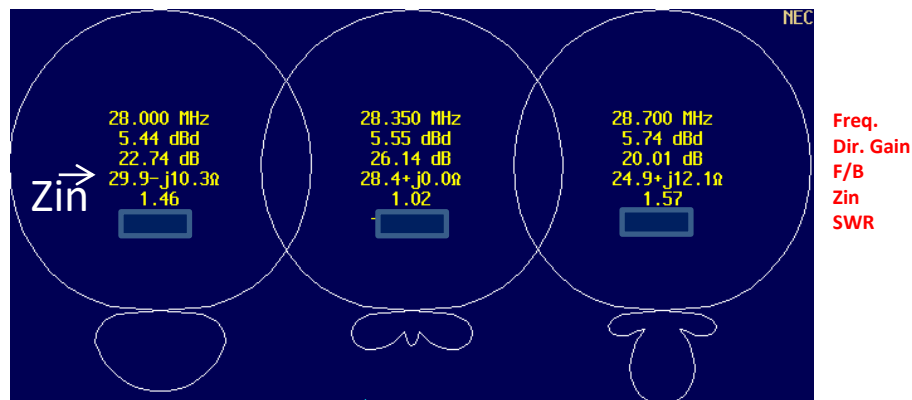 NEC
28.000 MHz
5.44 dBd
22.74 dB
29.9-j10.3Ω
1.46
28.350 MHz
5.55 dBd
26.14 dB
28.4+j0.0Ω
1.02
28.700 MHz
5.74 dBd
20.01 dB
24.9+j12.1Ω
1.57
Zin
Freq.
Dir. Gain
F/B
Zin
SWR